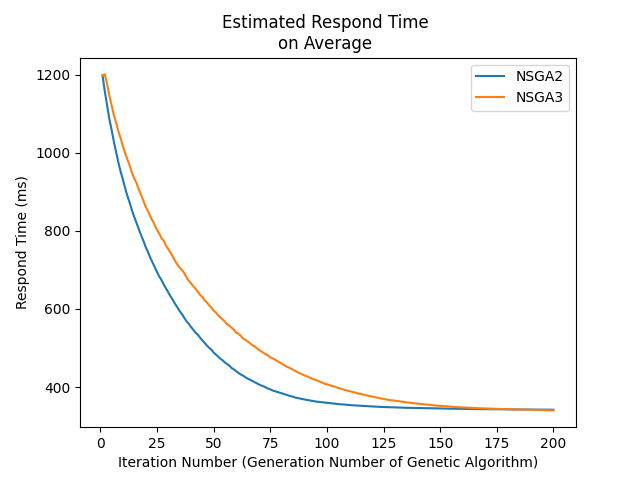 Estimated Respond Time
on Average
NSGA2
NSGA3
Respond Time (ms)
1200
1000
800
600
400
0 25 50 75 100 125 150 175 200
Iteration Number (Generation Number of Genetic Algorithm)